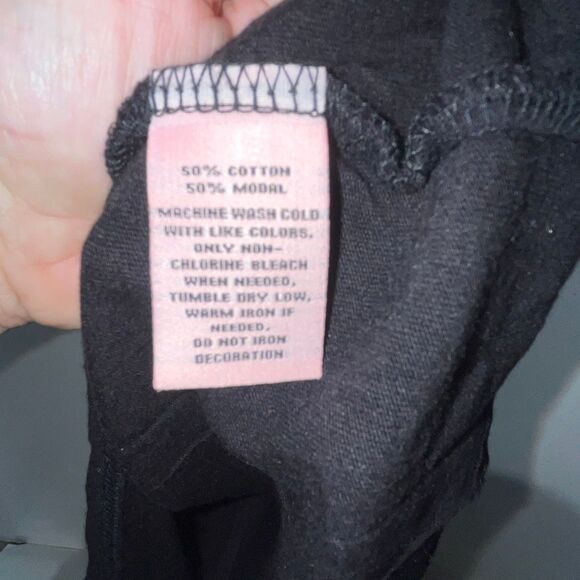 50% COTTON
50% MODAL
MACHINE WASH COLD
WITH LIKE COLORS.
ONLY NON-
CHLORINE BLEACH
WHEN NEEDED,
TUMBLE DRY LOW,
WARM IRON IF
NEEDED,
DO NOT IRON
DECORATION